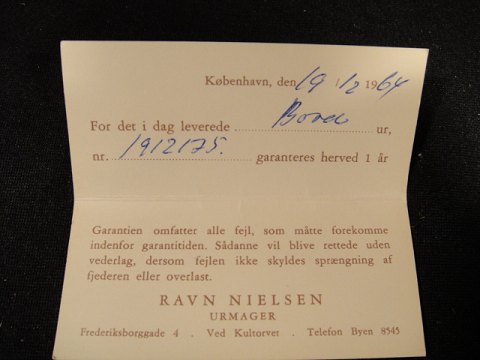 København, den 19/12 1964
For det i dag leverede Bord ur,
nr. 1912175. garanteres herved 1 år
Garantien omfatter alle fejl, som måtte forekomme
indenfor garantitiden. Sådanne vil blive rettede uden
vederlag, dersom fejlen ikke skyldes sprængning af
fjederen eller overlast.
RAVN NIELSEN
URMAGER
Frederiksborggade 4 . Ved Kultorvet . Telefon Byen 8545